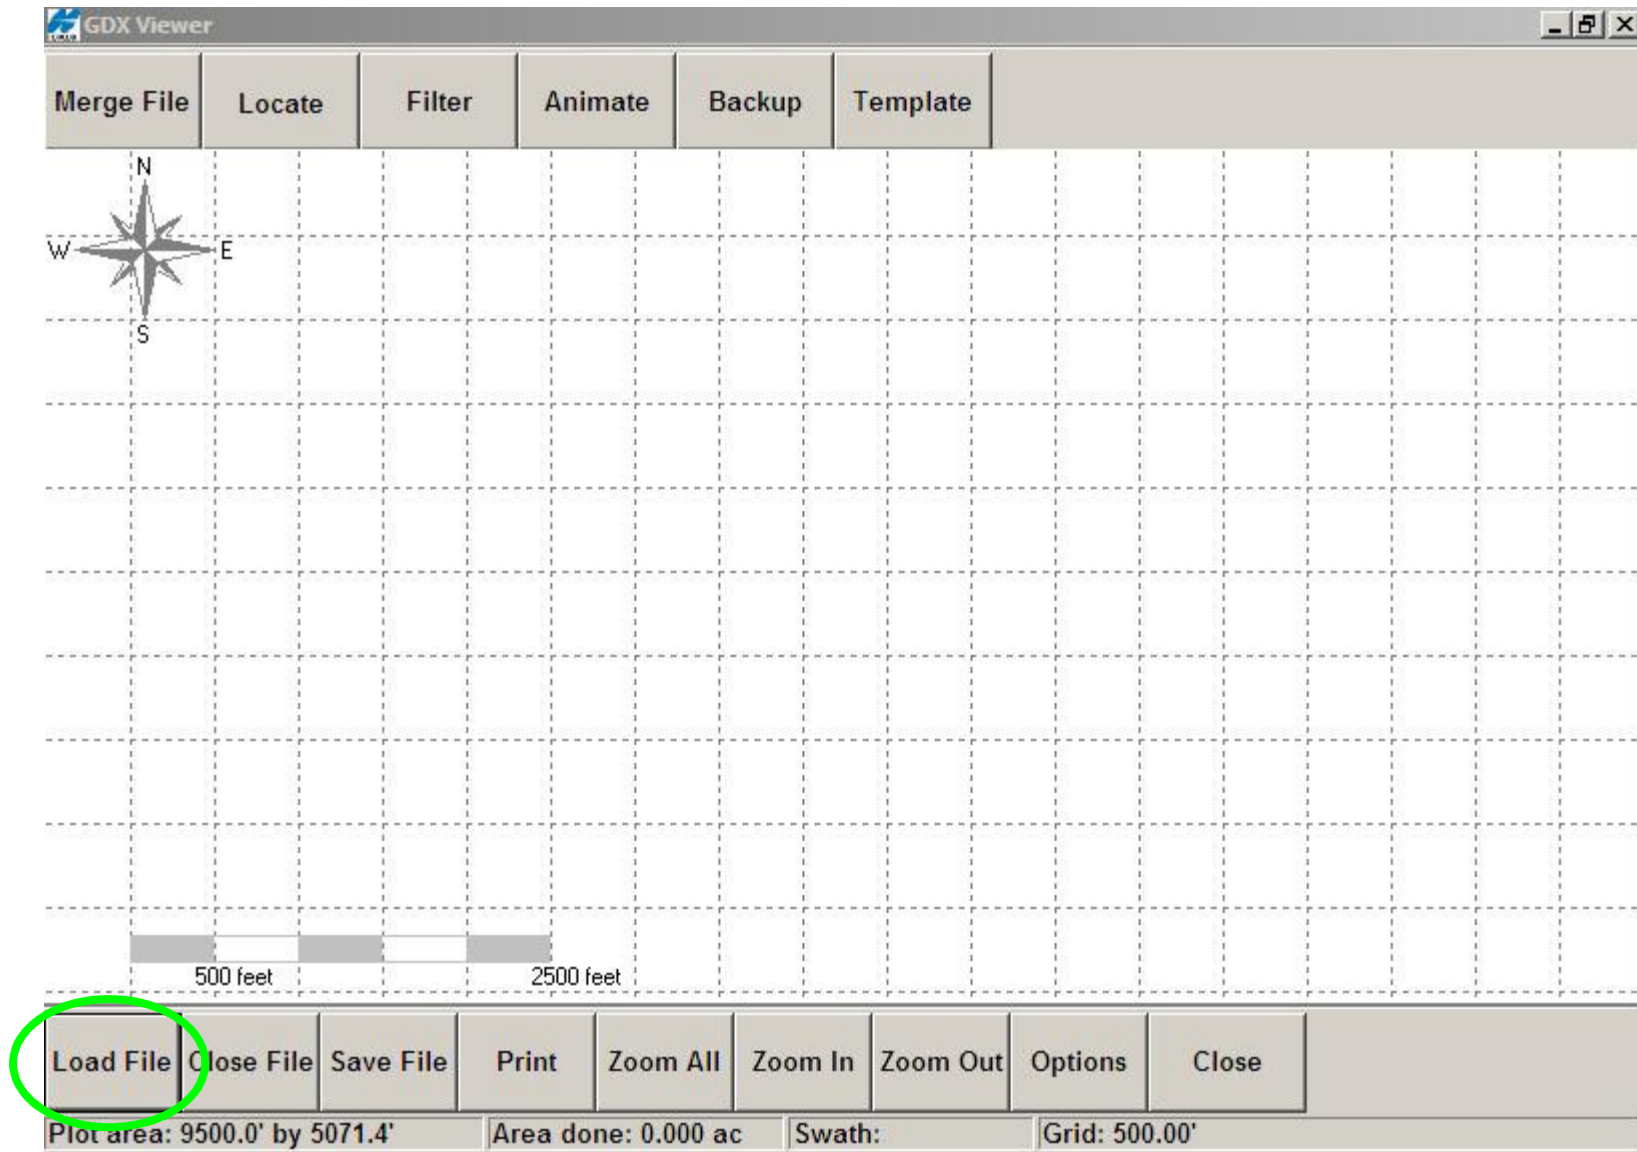 GDX Viewer
Merge File Locate Filter Animate Backup Template
N
W E
S
500 feet 2500 feet
Load File Close File Save File Print Zoom All Zoom In Zoom Out Options Close
Plot area: 9500.0' by 5071.4' Area done: 0.000 ac Swath: Grid: 500.00'